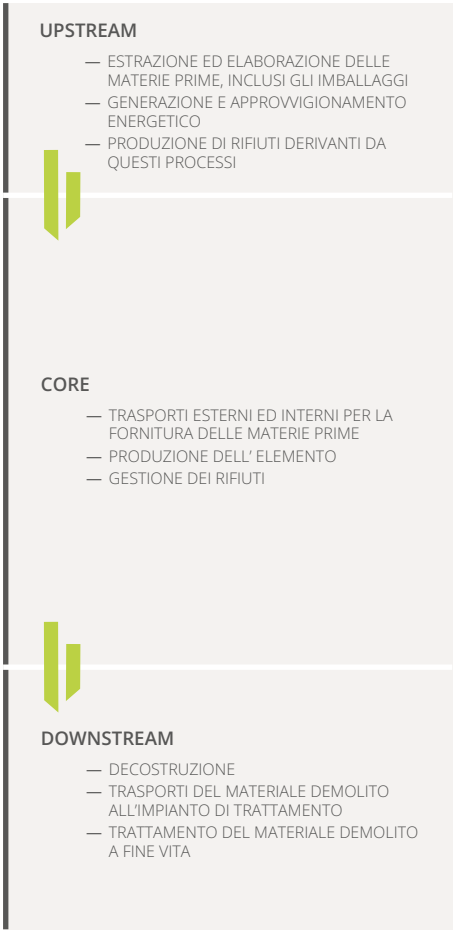 UPSTREAM
— ESTRAZIONE ED ELABORAZIONE DELLE
MATERIE PRIME, INCLUSI GLI IMBALLAGGI
— GENERAZIONE E APPROVVIGIONAMENTO
ENERGETICO
— PRODUZIONE DI RIFIUTI DERIVANTI DA
QUESTI PROCESSI
CORE
— TRASPORTI ESTERNI ED INTERNI PER LA
FORNITURA DELLE MATERIE PRIME
— PRODUZIONE DELL' ELEMENTO
— GESTIONE DEI RIFIUTI
DOWNSTREAM
— DECOSTRUZIONE
— TRASPORTI DEL MATERIALE DEMOLITO
ALL'IMPIANTO DI TRATTAMENTO
— TRATTAMENTO DEL MATERIALE DEMOLITO
A FINE VITA